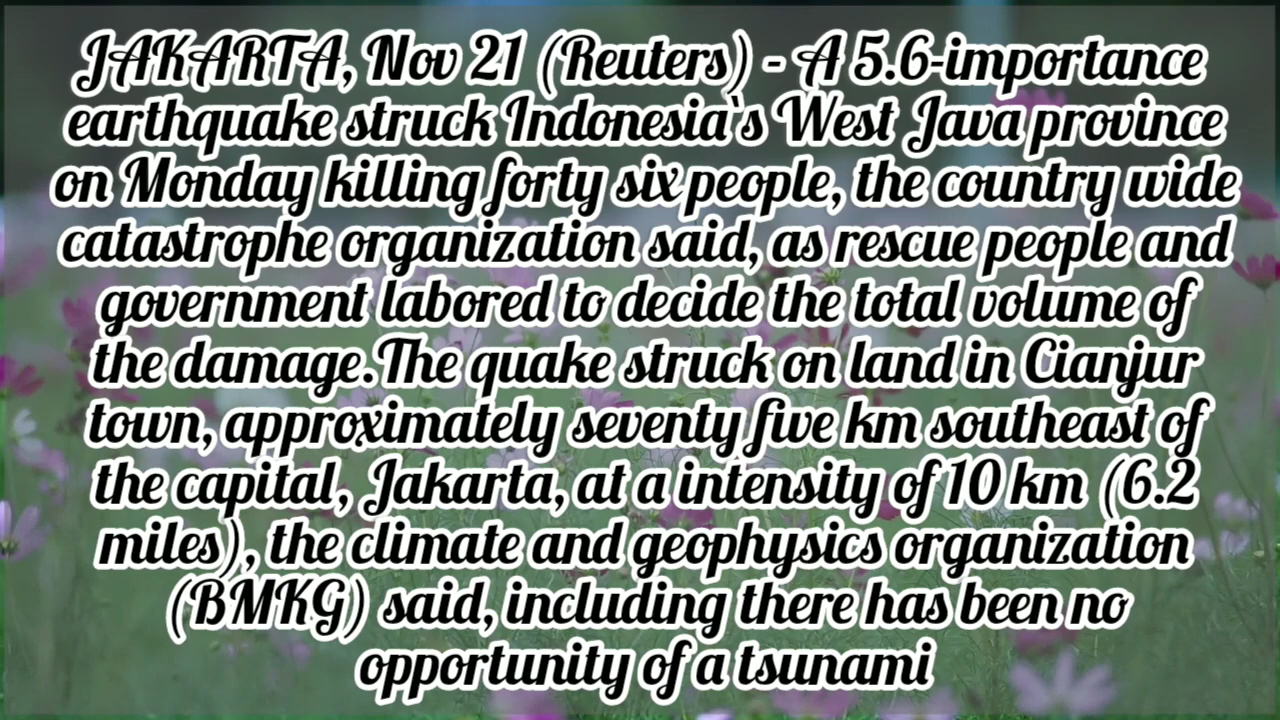 JAKARTA, Nov 21 (Reuters) - A 5.6-importance
earthquake struck Indonesia`s West Java province
on Monday killing forty six people, the country wide
catastrophe organization said, as rescue people and
government labored to decide the total volume of
the damage.The quake struck on land in Cianjur
town, approximately seventy five km southeast of
the capital, Jakarta, at a intensity of 10 km (6.2
miles), the climate and geophysics organization
(BMKG) said, including there has been no
opportunity of a tsunami